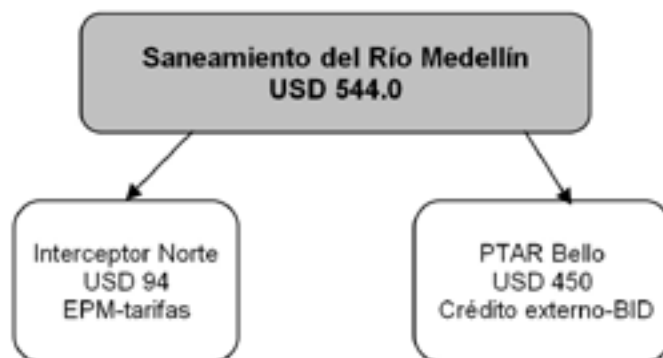 Saneamiento del Río Medellín
USD 544.0
Interceptor Norte
USD 94
EPM-tarifas
PTAR Bello
USD 450
Crédito externo-BID